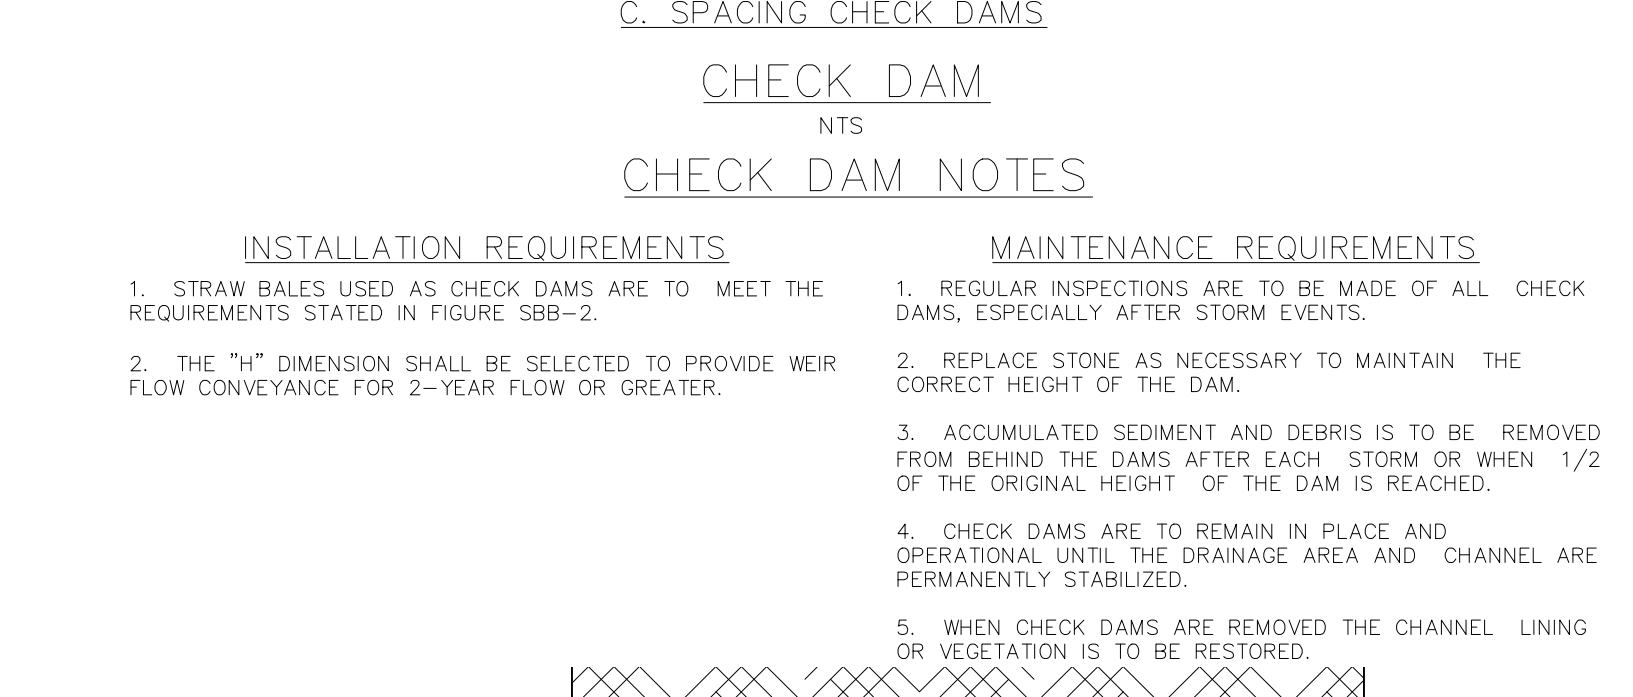 C. SPACING CHECK DAMS
CHECK DAM
NTS
CHECK DAM NOTES
INSTALLATION REQUIREMENTS
1. STRAW BALES USED AS CHECK DAMS ARE TO MEET THE
REQUIREMENTS STATED IN FIGURE SBB-2.
2. THE "H" DIMENSION SHALL BE SELECTED TO PROVIDE WEIR
FLOW CONVEYANCE FOR 2-YEAR FLOW OR GREATER.
MAINTENANCE REQUIREMENTS
1. REGULAR INSPECTIONS ARE TO BE MADE OF ALL CHECK
DAMS, ESPECIALLY AFTER STORM EVENTS.
2. REPLACE STONE AS NECESSARY TO MAINTAIN THE
CORRECT HEIGHT OF THE DAM.
3. ACCUMULATED SEDIMENT AND DEBRIS IS TO BE REMOVED
FROM BEHIND THE DAMS AFTER EACH STORM OR WHEN 1/2
OF THE ORIGINAL HEIGHT OF THE DAM IS REACHED.
4. CHECK DAMS ARE TO REMAIN IN PLACE AND
OPERATIONAL UNTIL THE DRAINAGE AREA AND CHANNEL ARE
PERMANENTLY STABILIZED.
5. WHEN CHECK DAMS ARE REMOVED THE CHANNEL LINING
OR VEGETATION IS TO BE RESTORED.